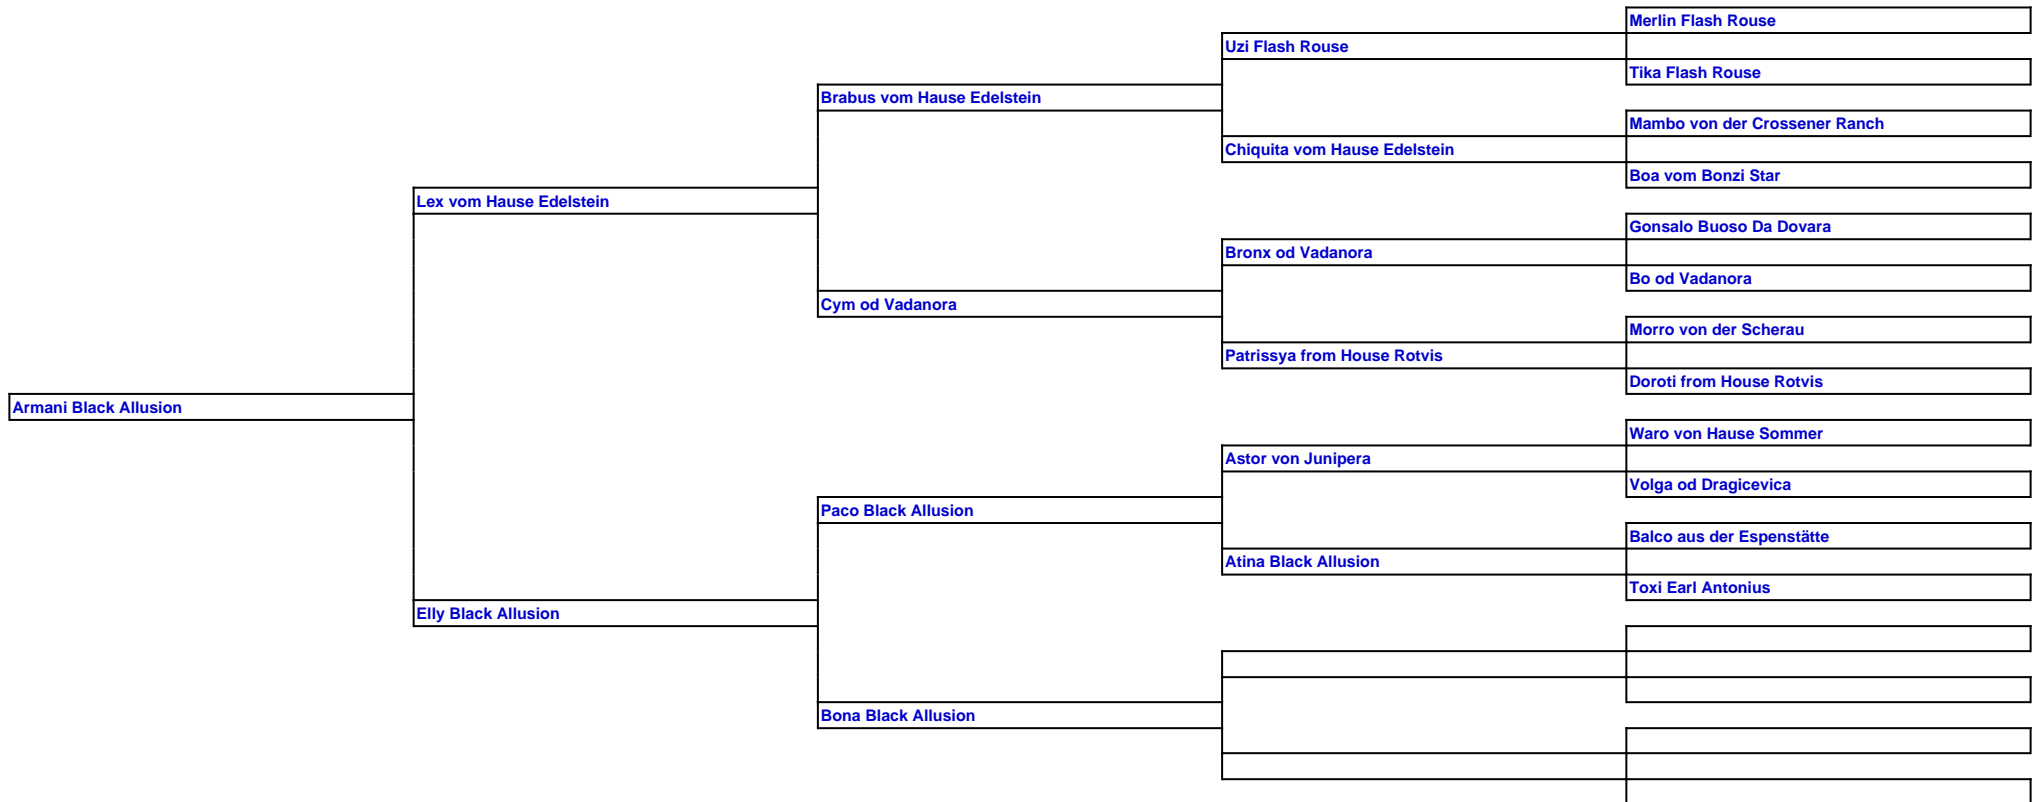 Merlin Flash Rouse
Uzi Flash Rouse
Tika Flash Rouse
Brabus vom Hause Edelstein
Mambo von der Crossener Ranch
Chiquita vom Hause Edelstein
Boa vom Bonzi Star
Lex vom Hause Edelstein
Gonsalo Buoso Da Dovara
Bronx od Vadanora
Bo od Vadanora
Cym od Vadanora
Morro von der Scherau
Patrissya from House Rotvis
Doroti from House Rotvis
Armani Black Allusion
Waro von Hause Sommer
Astor von Junipera
Volga od Dragicevica
Paco Black Allusion
Balco aus der Espenstätte
Atina Black Allusion
Toxi Earl Antonius
Elly Black Allusion
Bona Black Allusion